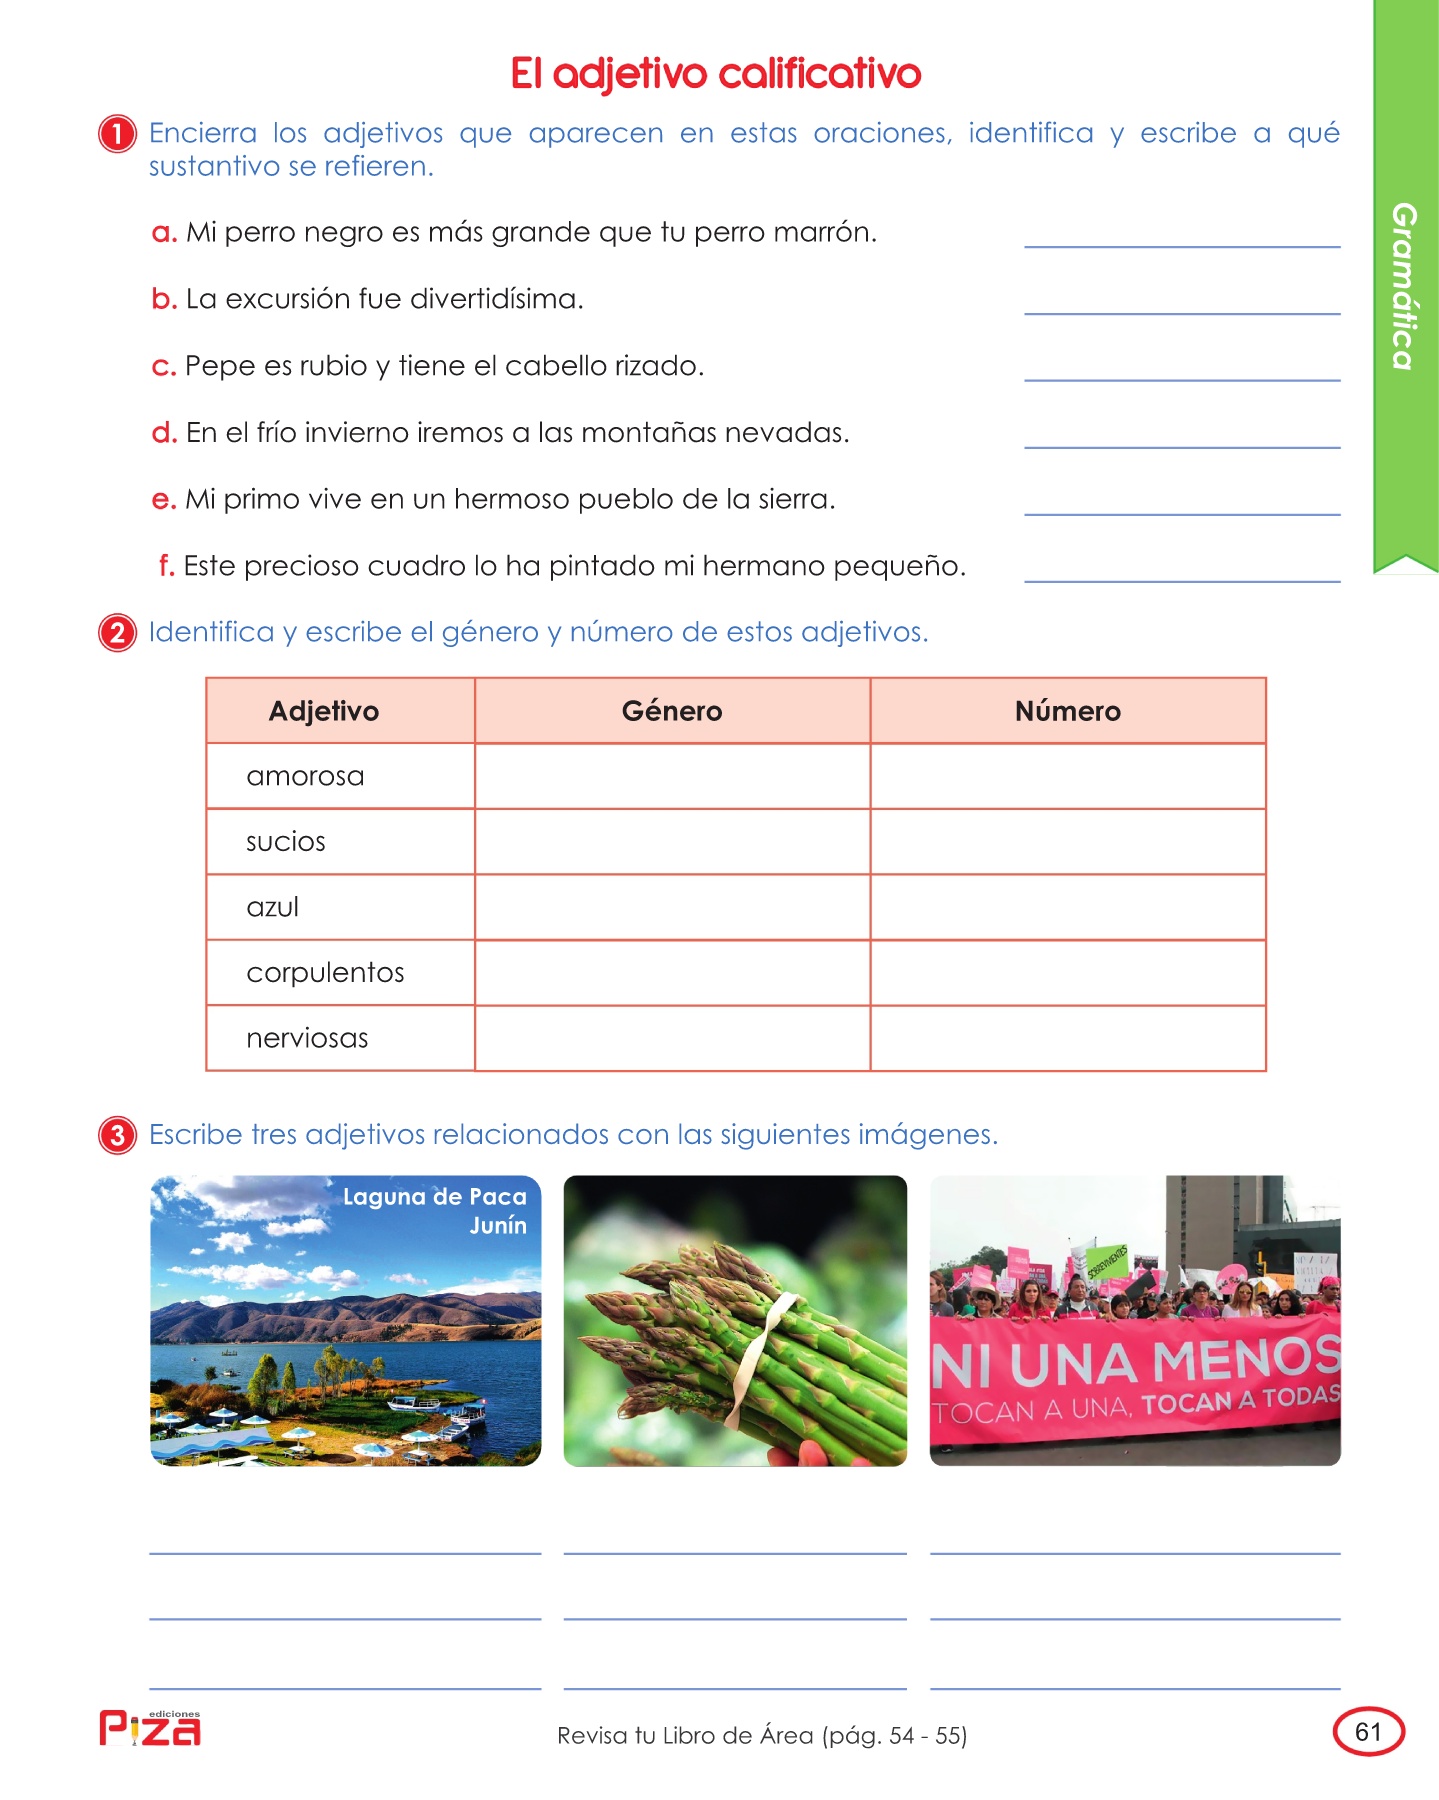 El adjetivo calificativo
Gramática
1 Encierra los adjetivos que aparecen en estas oraciones, identifica y escribe a qué
sustantivo se refieren.
a. Mi perro negro es más grande que tu perro marrón.
b. La excursión fue divertidísima.
c. Pepe es rubio y tiene el cabello rizado.
d. En el frío invierno iremos a las montañas nevadas.
e. Mi primo vive en un hermoso pueblo de la sierra.
f. Este precioso cuadro lo ha pintado mi hermano pequeño.
2 Identifica y escribe el género y número de estos adjetivos.
Adjetivo Género Número
amorosa
sucios
azul
corpulentos
nerviosas
3 Escribe tres adjetivos relacionados con las siguientes imágenes.
Laguna de Paca
Junín
SOBREVIVIENTES
NI UNA MENOS
TOCAN A UNA, TOCAN A TODAS
ediciones
Piza
Revisa tu Libro de Área (pág. 54 - 55)
61